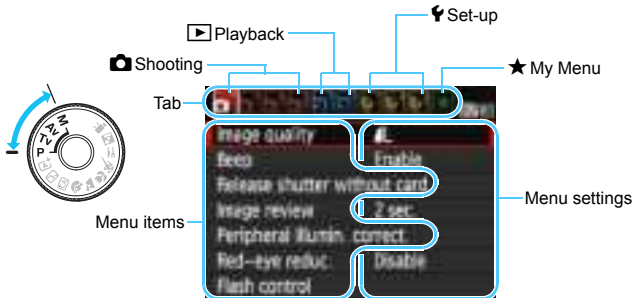 Set-up
Playback
Shooting
My Menu
Tab
M
Av
Tv
P
Image quality L
Beep Enable
Release shutter without card
Image review 2 sec.
Peripheral illumin. correct.
Red-eye reduc. Disable
Flash control
Menu items
Menu settings